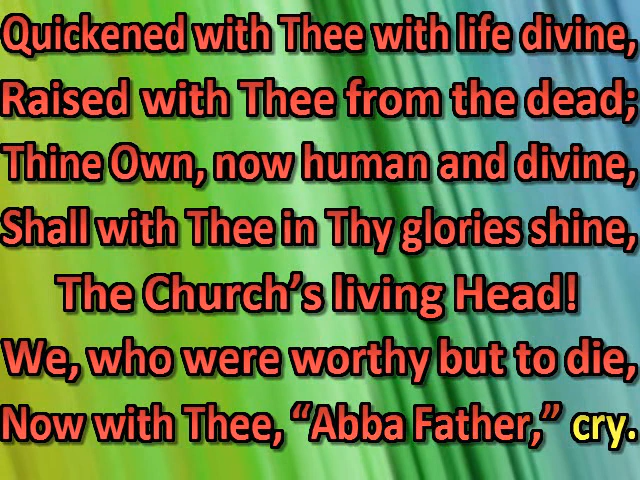 Quickened with Thee with life divine,
Raised with Thee from the dead;
Thine Own, now human and divine,
Shall with Thee in Thy glories shine,
The Church’s living Head!
We, who were worthy but to die,
Now with Thee, “Abba Father,” cry.